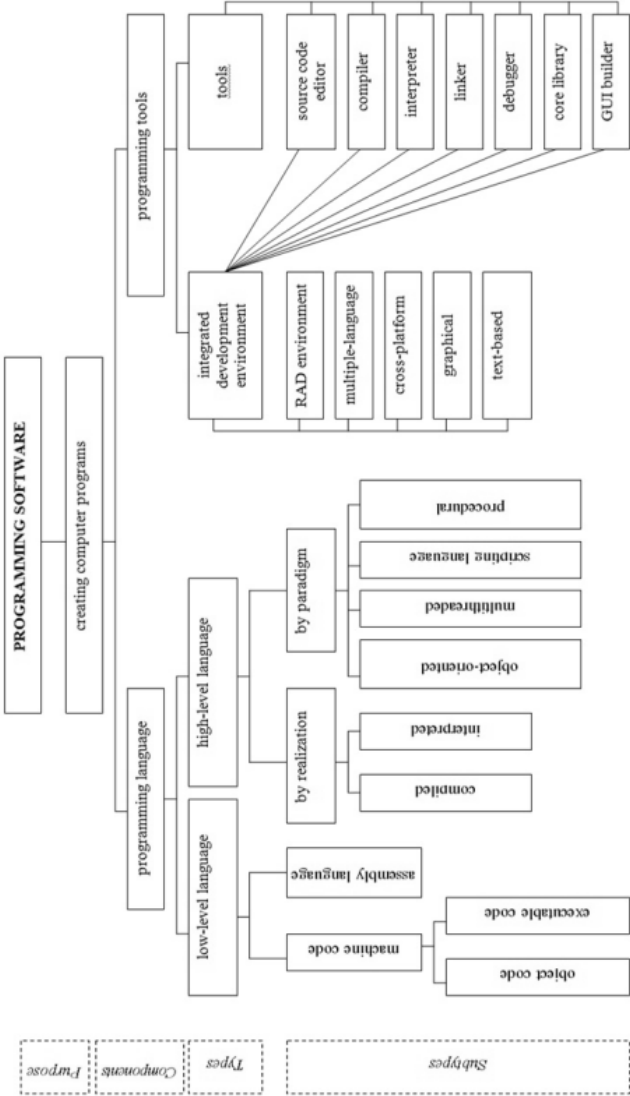 PROGRAMMING SOFTWARE
Purpose
creating computer programs
Components
programming language
programming tools
Types
low-level language
high-level language
integrated
development
environment
tools
Subtypes
machine code
assembly language
object code
executable code
by realization
by paradigm
compiled
interpreted
object-oriented
multithreaded
scripting language
procedural
RAD environment
multiple-language
cross-platform
graphical
text-based
source code
editor
compiler
interpreter
linker
debugger
core library
GUI builder